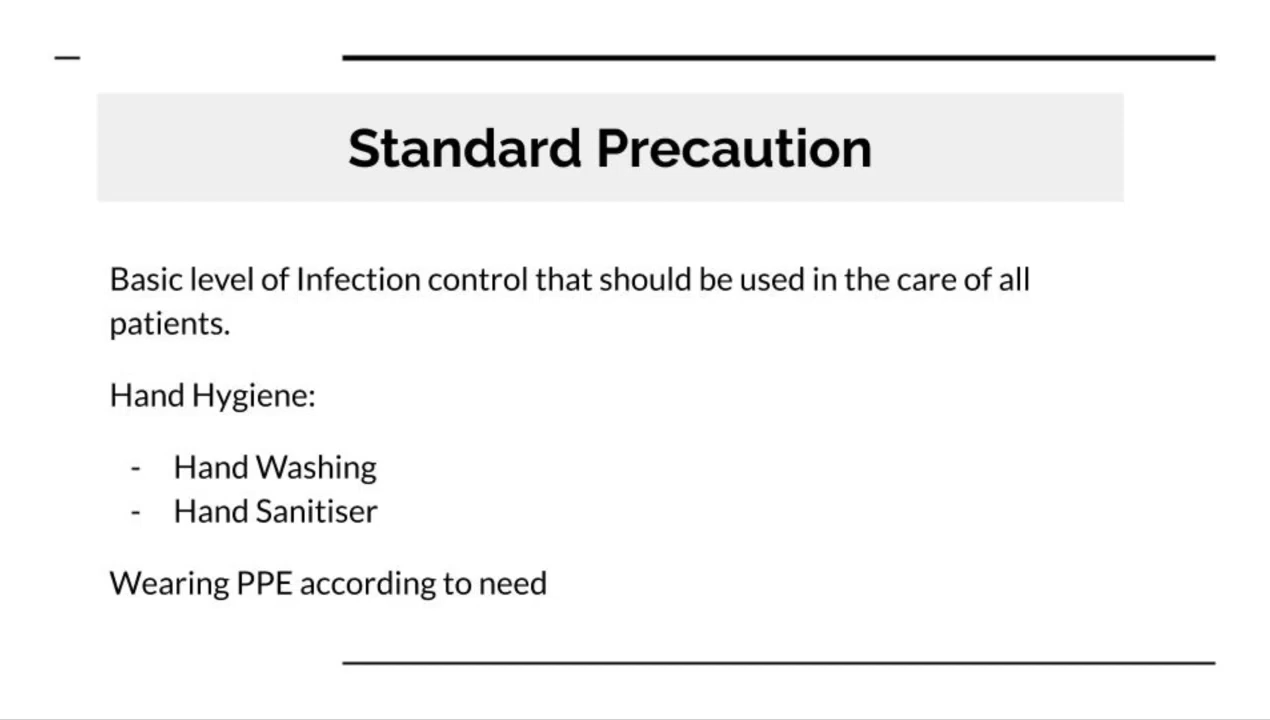 Standard Precaution
Basic level of Infection control that should be used in the care of all
patients.
Hand Hygiene:
- Hand Washing
- Hand Sanitiser
Wearing PPE according to need